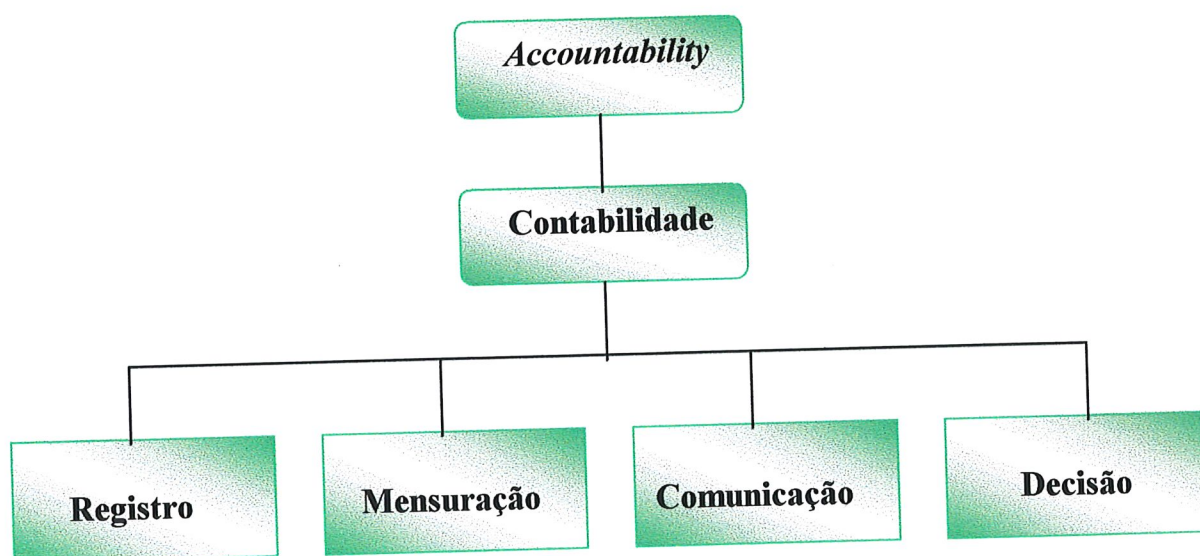 Accountability
Contabilidade
Registro
Mensuração
Comunicação
Decisão